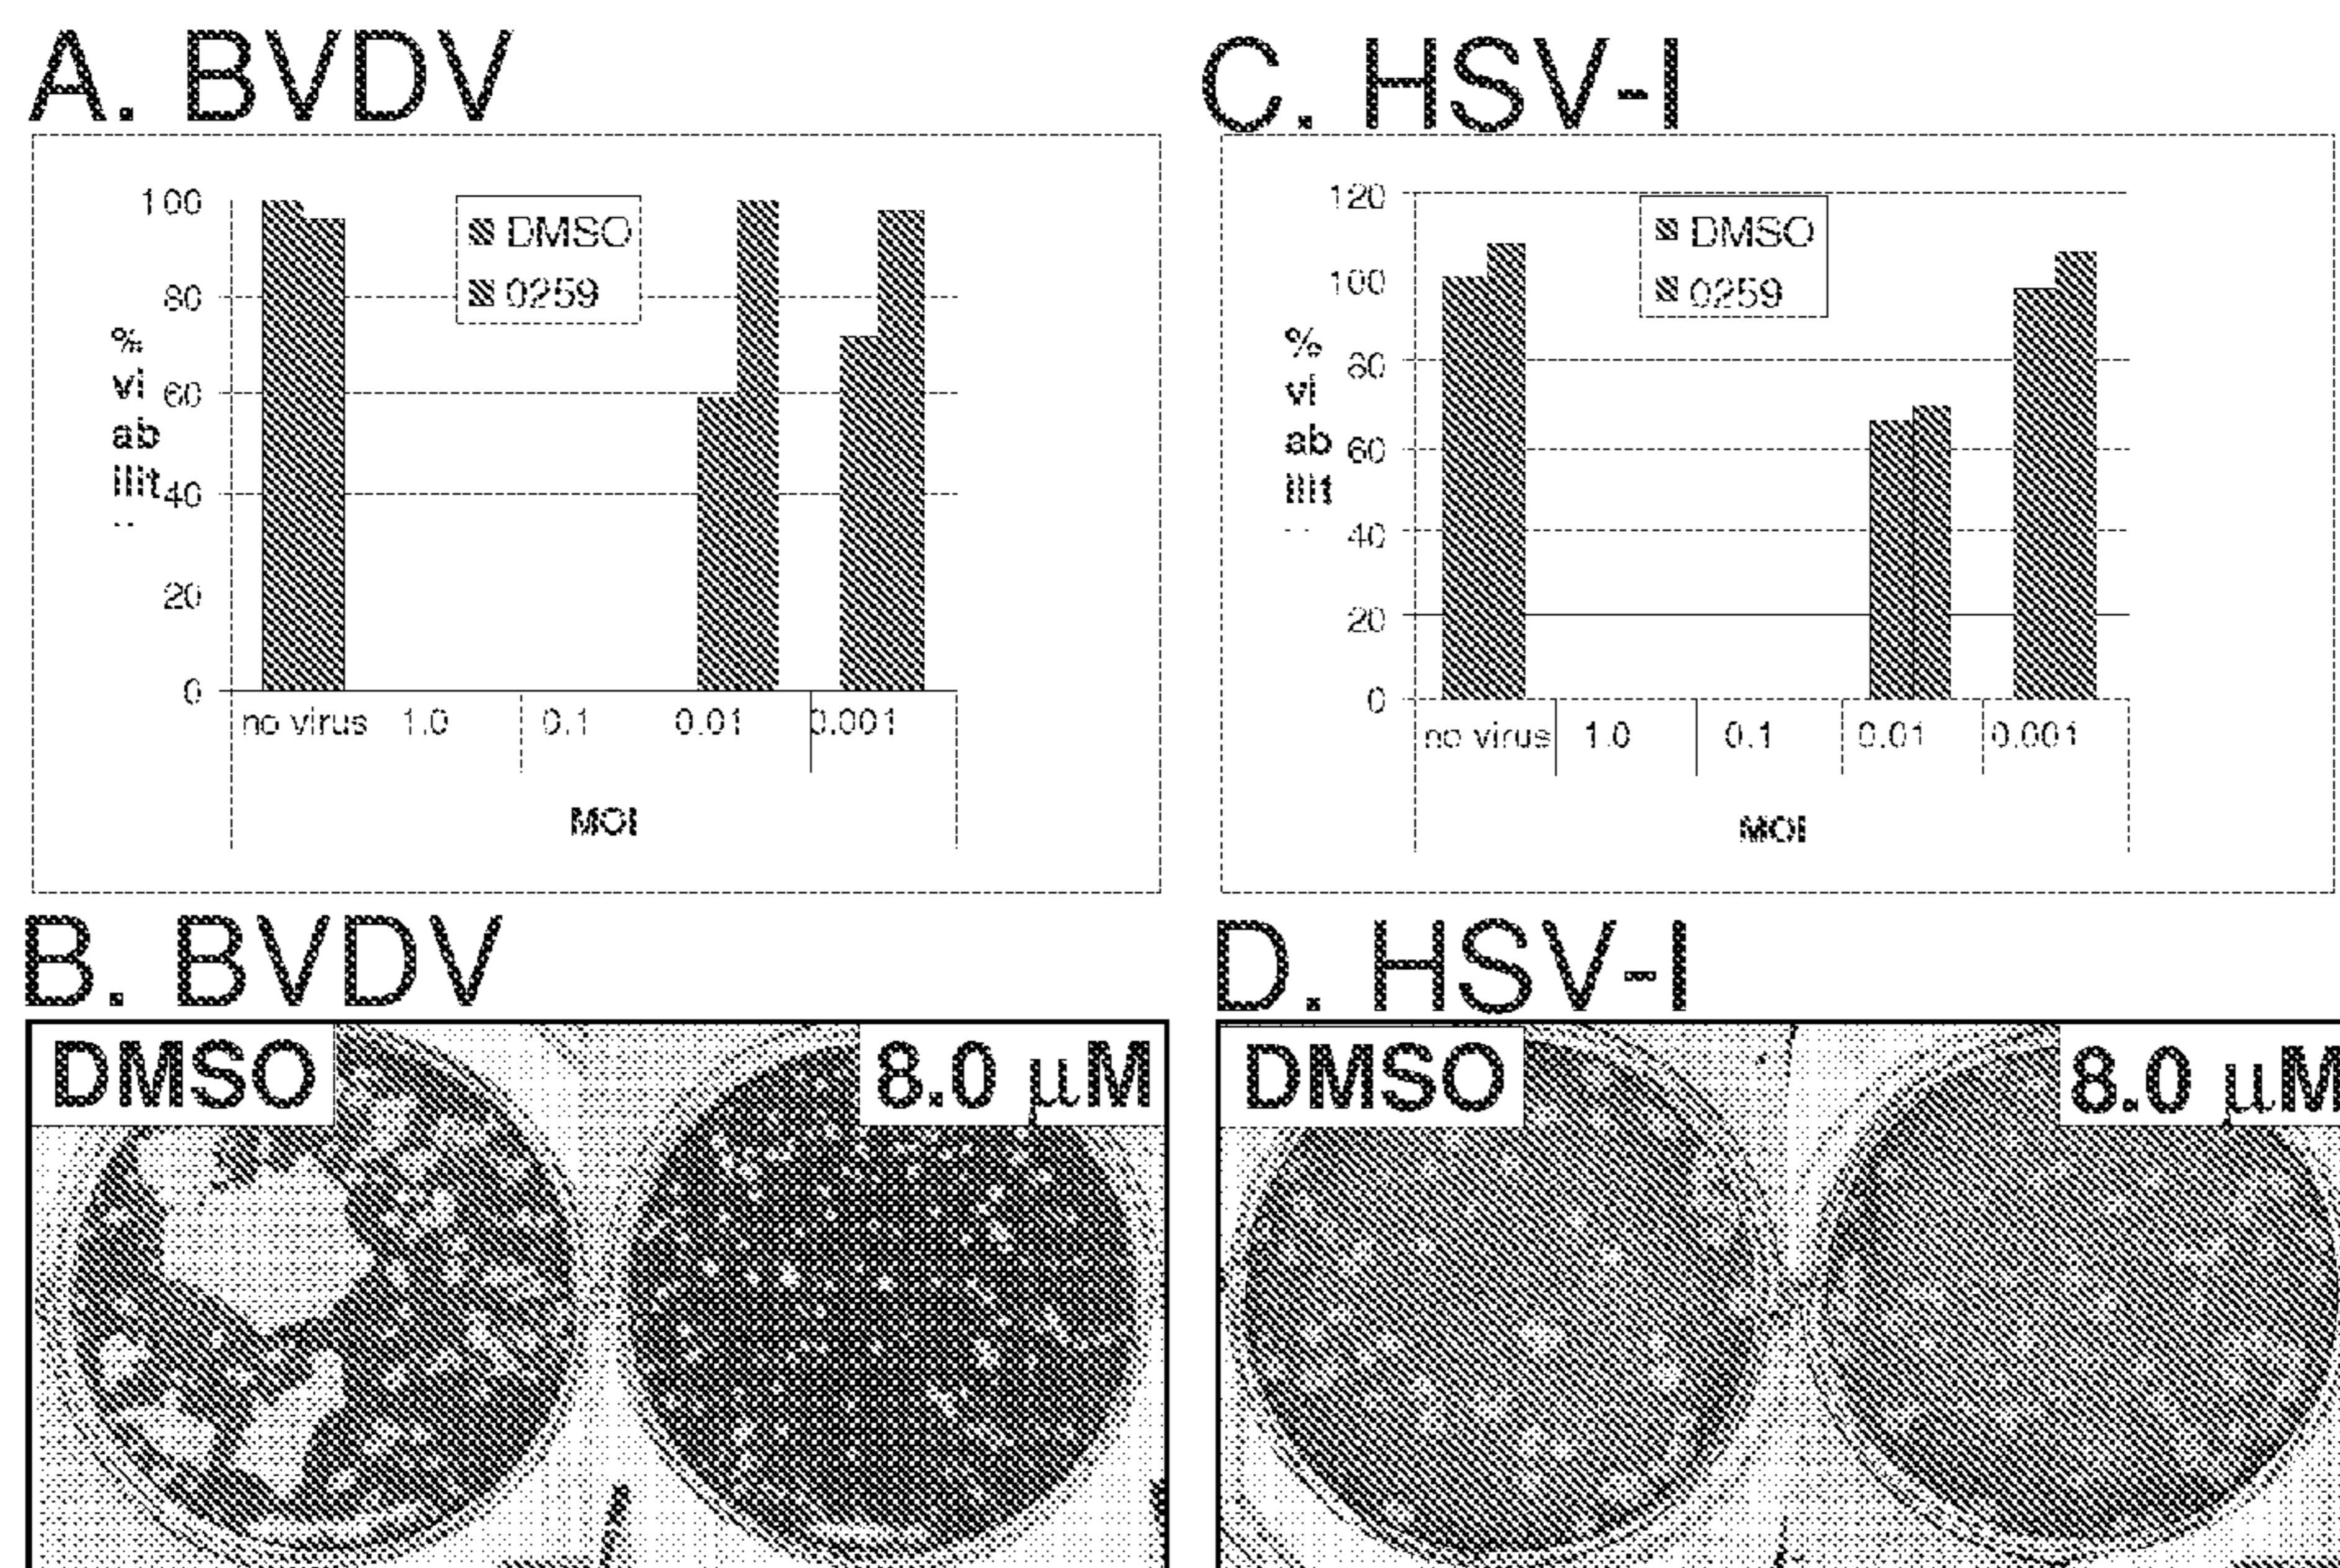 A. BVDV
100
80
60
40
20
0
%
vi
ab
ilit
DMSO
0259
no virus 1.0 0.1 0.01 0.001
MOI
C. HSV-I
120
100
80
60
40
20
0
%
vi
ab
ilit
DMSO
0259
no virus 1.0 0.1 0.01 0.001
MOI
B. BVDV
DMSO 8.0 μM
D. HSV-I
DMSO 8.0 μM